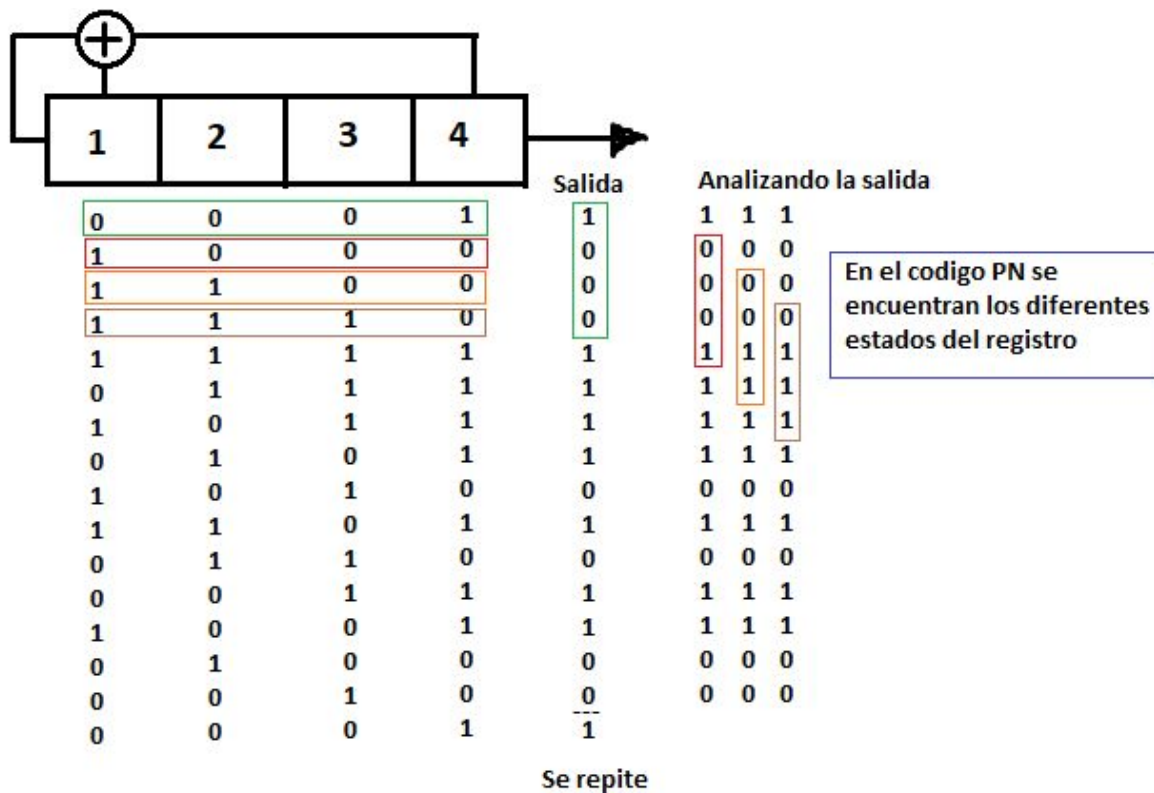 1 2 3 4
Salida Analizando la salida
0 0 0 1 1 1 1 1
1 0 0 0 0 0 0 0
1 1 0 0 0 0 0 0
1 1 1 0 0 0 0 0
1 1 1 1 1 1 1 1
0 1 1 1 1 1 1 1
1 0 1 1 1 1 1 1
0 1 0 1 1 1 1 1
1 0 1 0 0 0 0 0
1 1 0 1 1 1 1 1
0 1 1 0 0 0 0 0
0 0 1 1 1 1 1 1
1 0 0 1 1 1 1 1
0 1 0 0 0 0 0 0
0 0 1 0 0 0 0 0
0 0 0 1 1
En el codigo PN se
encuentran los diferentes
estados del registro
Se repite